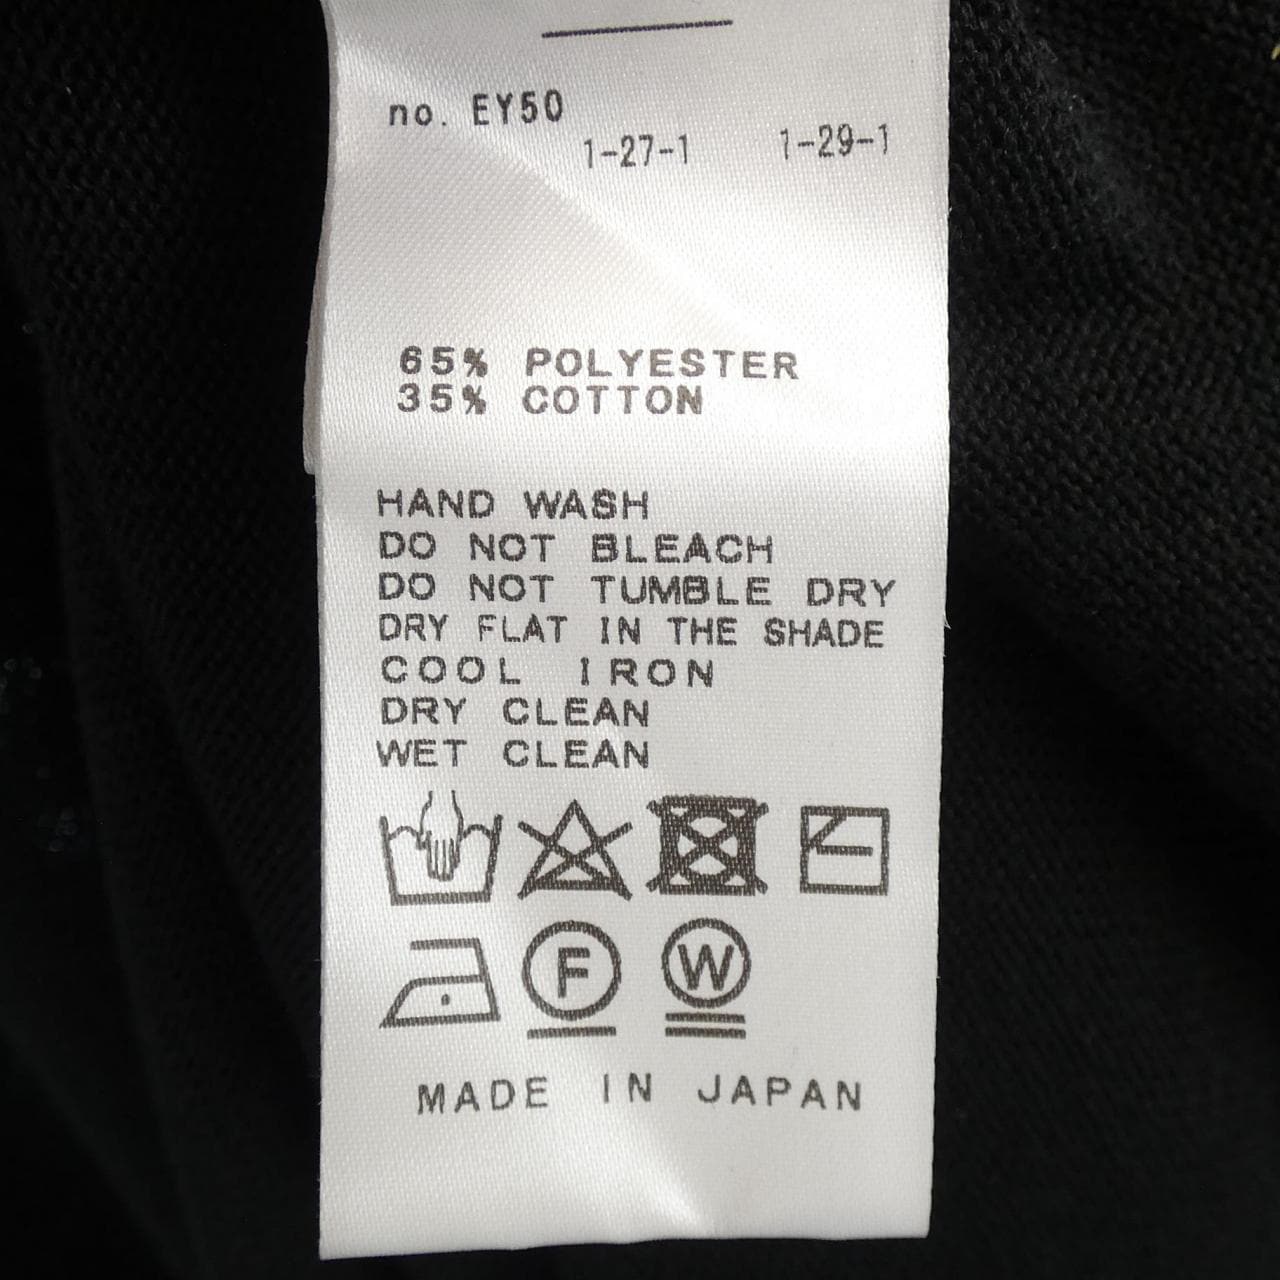 no. EY50
1-27-1 1-29-1
65% POLYESTER
35% COTTON
HAND WASH
DO NOT BLEACH
DO NOT TUMBLE DRY
DRY FLAT IN THE SHADE
COOL IRON
DRY CLEAN
WET CLEAN
F W
MADE IN JAPAN